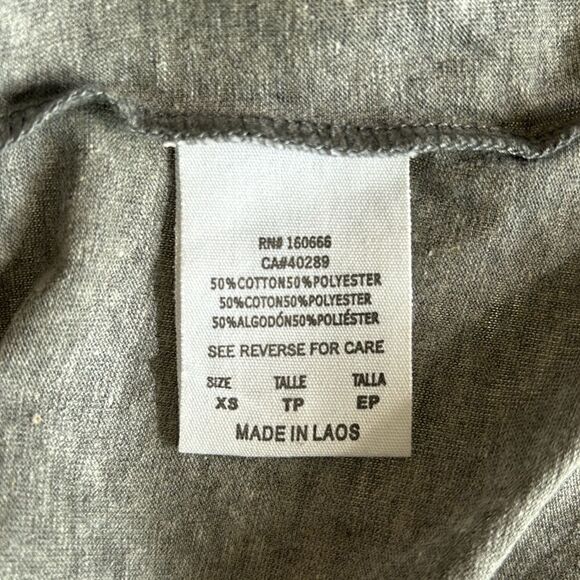 RN# 160666
CA#40289
50%COTTON50%POLYESTER
50%COTON50%POLYESTER
50%ALGODÓN50%POLIÉSTER
SEE REVERSE FOR CARE
SIZE TALLE TALLA
XS TP EP
MADE IN LAOS